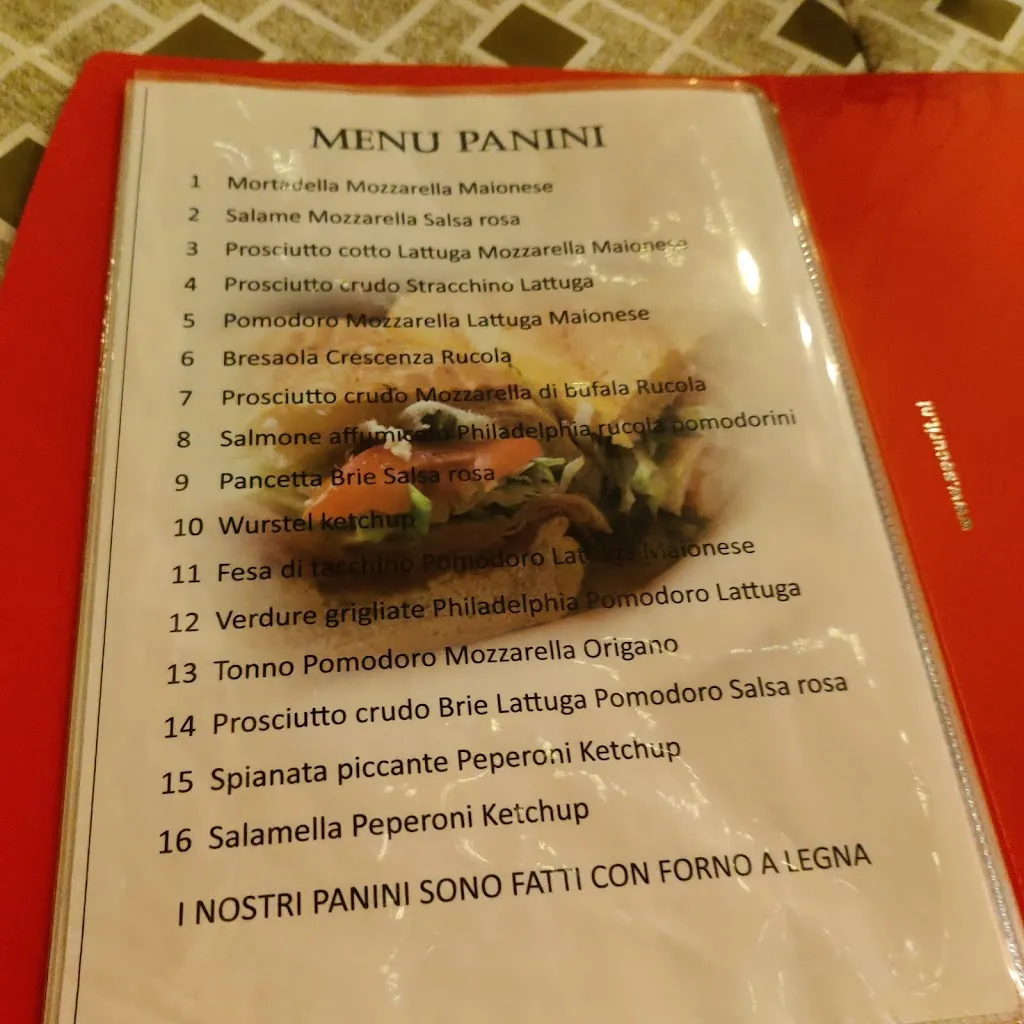 MENU PANINI
1 Mortadella Mozzarella Maionese
2 Salame Mozzarella Salsa rosa
3 Prosciutto cotto Lattuga Mozzarella Maionese
4 Prosciutto crudo Stracchino Lattuga
5 Pomodoro Mozzarella Lattuga Maionese
6 Bresaola Crescenza Rucola
7 Prosciutto crudo Mozzarella di bufala Rucola
8 Salmone affumicato Philadelphia rucola pomodorini
9 Pancetta Brie Salsa rosa
10 Wurstel ketchup
11 Fesa di tacchino Pomodoro Lattuga Maionese
12 Verdure grigliate Philadelphia Pomodoro Lattuga
13 Tonno Pomodoro Mozzarella Origano
14 Prosciutto crudo Brie Lattuga Pomodoro Salsa rosa
15 Spianata piccante Peperoni Ketchup
16 Salamella Peperoni Ketchup
I NOSTRI PANINI SONO FATTI CON FORNO A LEGNA